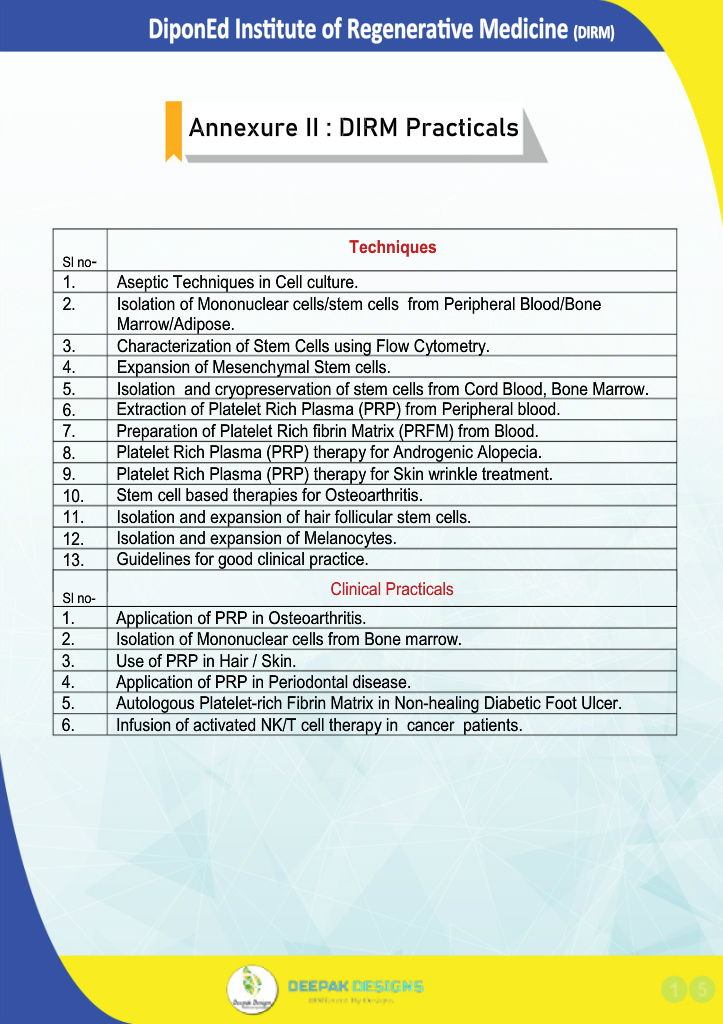 DiponEd Institute of Regenerative Medicine (DIRM)
Annexure II : DIRM Practicals
Sl no- Techniques
1. Aseptic Techniques in Cell culture.
2. Isolation of Mononuclear cells/stem cells from Peripheral Blood/Bone
Marrow/Adipose.
3. Characterization of Stem Cells using Flow Cytometry.
4. Expansion of Mesenchymal Stem cells.
5. Isolation and cryopreservation of stem cells from Cord Blood, Bone Marrow.
6. Extraction of Platelet Rich Plasma (PRP) from Peripheral blood.
7. Preparation of Platelet Rich fibrin Matrix (PRFM) from Blood.
8. Platelet Rich Plasma (PRP) therapy for Androgenic Alopecia.
9. Platelet Rich Plasma (PRP) therapy for Skin wrinkle treatment.
10. Stem cell based therapies for Osteoarthritis.
11. Isolation and expansion of hair follicular stem cells.
12. Isolation and expansion of Melanocytes.
13. Guidelines for good clinical practice.
Sl no- Clinical Practicals
1. Application of PRP in Osteoarthritis.
2. Isolation of Mononuclear cells from Bone marrow.
3. Use of PRP in Hair / Skin.
4. Application of PRP in Periodontal disease.
5. Autologous Platelet-rich Fibrin Matrix in Non-healing Diabetic Foot Ulcer.
6. Infusion of activated NK/T cell therapy in cancer patients.
Deepak Designs
DEEPAK DESIGNS
By Designs
1 5